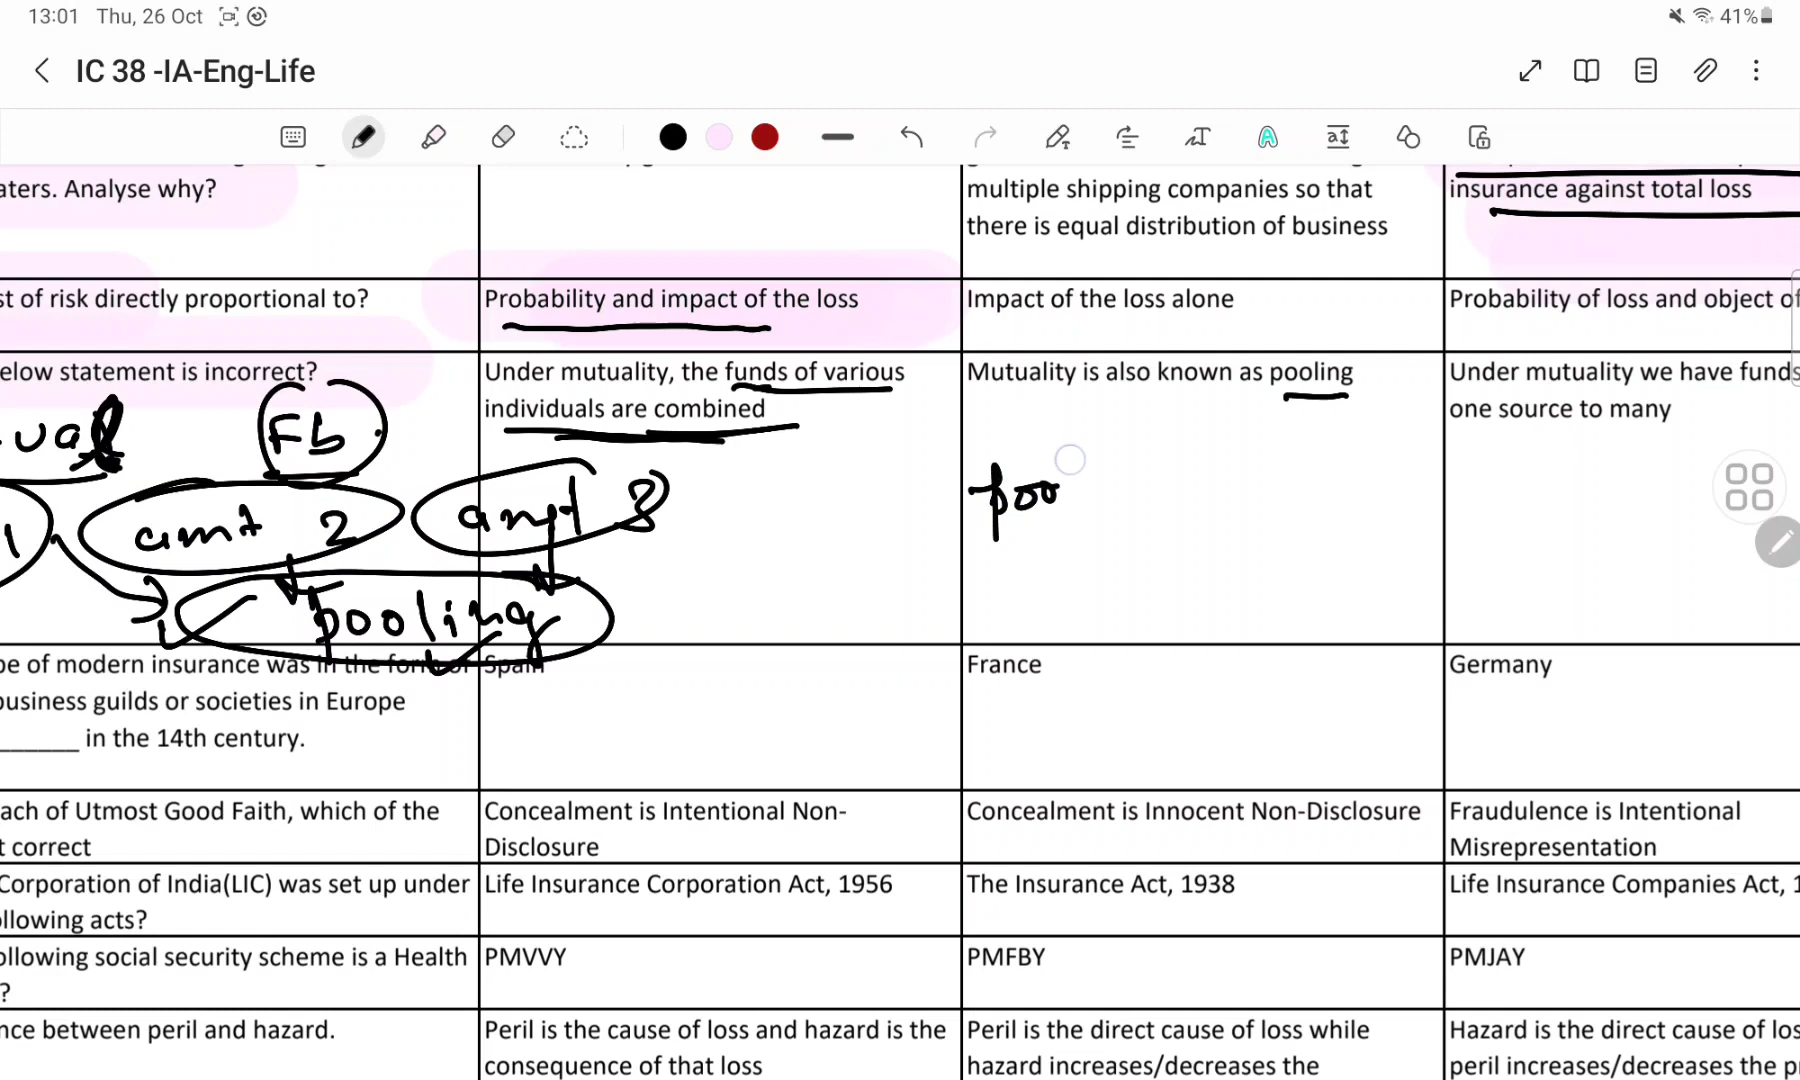 13:01 Thu, 26 Oct
41%
IC 38 -IA-Eng-Life
aters. Analyse why?
multiple shipping companies so that
there is equal distribution of business
insurance against total loss
st of risk directly proportional to?
Probability and impact of the loss
Impact of the loss alone
Probability of loss and object of
elow statement is incorrect?
Under mutuality, the funds of various
individuals are combined
Mutuality is also known as pooling
Under mutuality we have funds
one source to many
ual
Fb
1
amt 2
amt 3
poo
pooling
pe of modern insurance was in the form of
business guilds or societies in Europe
_______ in the 14th century.
Spain
France
Germany
ach of Utmost Good Faith, which of the
t correct
Concealment is Intentional Non-
Disclosure
Concealment is Innocent Non-Disclosure
Fraudulence is Intentional
Misrepresentation
Corporation of India(LIC) was set up under
ollowing acts?
Life Insurance Corporation Act, 1956
The Insurance Act, 1938
Life Insurance Companies Act, 1
ollowing social security scheme is a Health
?
PMVVY
PMFBY
PMJAY
nce between peril and hazard.
Peril is the cause of loss and hazard is the
consequence of that loss
Peril is the direct cause of loss while
hazard increases/decreases the
Hazard is the direct cause of los
peril increases/decreases the p